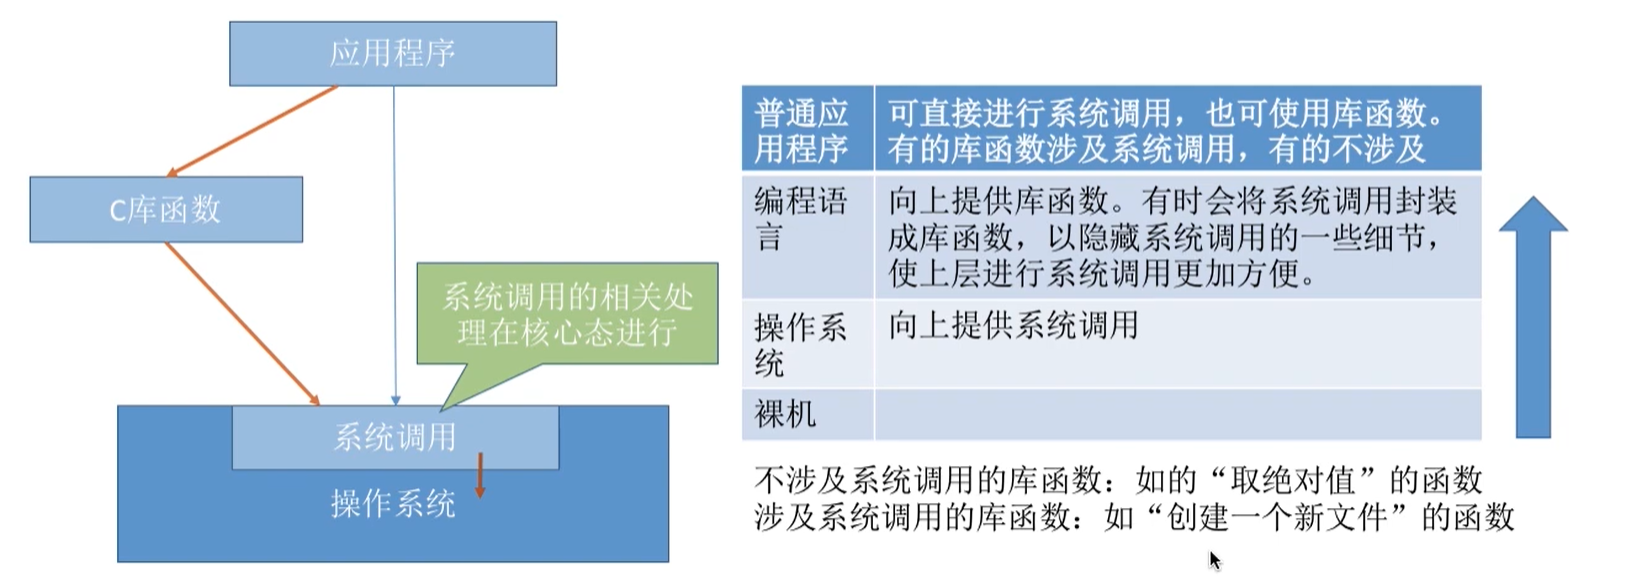 应用程序
C库函数
系统调用的相关处
理在核心态进行
系统调用
操作系统
普通应
用程序
可直接进行系统调用，也可使用库函数。
有的库函数涉及系统调用，有的不涉及
编程语
言
向上提供库函数。有时会将系统调用封装
成库函数，以隐藏系统调用的一些细节，
使上层进行系统调用更加方便。
操作系
统
向上提供系统调用
裸机
不涉及系统调用的库函数：如的“取绝对值”的函数
涉及系统调用的库函数：如“创建一个新文件”的函数